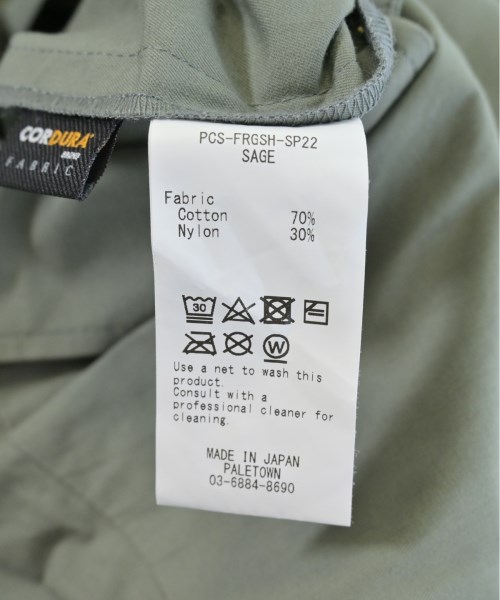 CORDURA
FABRIC
PCS-FRGSH-SP22
SAGE
Fabric
Cotton 70%
Nylon 30%
30
W
Use a net to wash this
product.
Consult with a
professional cleaner for
cleaning.
MADE IN JAPAN
PALETOWN
03-6884-8690